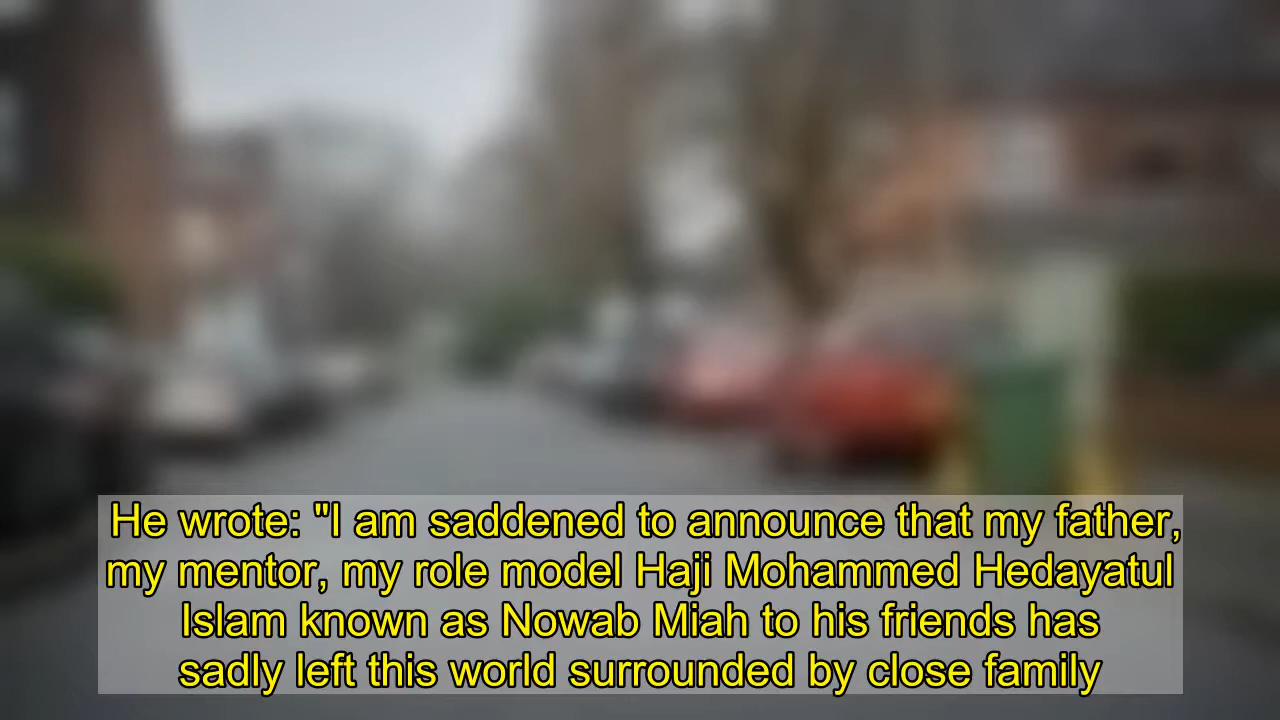 He wrote: "I am saddened to announce that my father,
my mentor, my role model Haji Mohammed Hedayatul
Islam known as Nowab Miah to his friends has
sadly left this world surrounded by close family